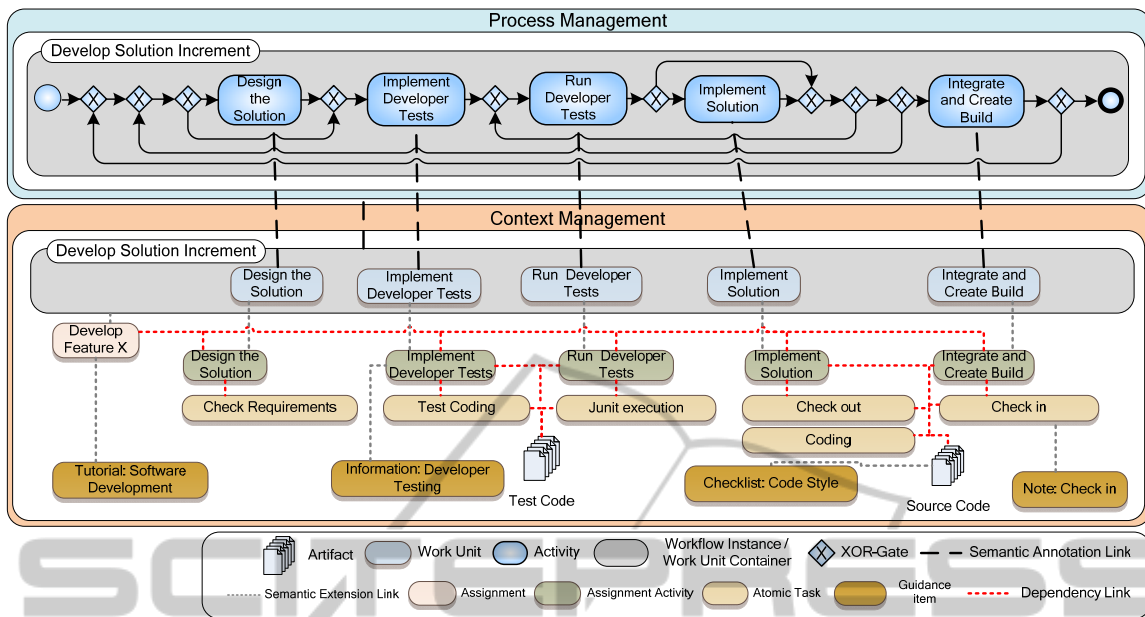 Process Management
Develop Solution Increment
Design
the
Solution
Implement
Developer
Tests
Run
Developer
Tests
Implement
Solution
Integrate
and Create
Build
Context Management
Develop Solution Increment
Design the
Solution
Implement
Developer Tests
Run Developer
Tests
Implement
Solution
Integrate and
Create Build
Develop
Feature X
Design the
Solution
Implement
Developer Tests
Run Developer
Tests
Implement
Solution
Integrate and
Create Build
Check Requirements
Test Coding
Junit execution
Check out
Check in
Coding
Tutorial: Software
Development
Information: Developer
Testing
Test Code
Checklist: Code Style
Source Code
Note: Check in
Artifact
Work Unit
Activity
Workflow Instance /
Work Unit Container
XOR-Gate
Semantic Annotation Link
Semantic Extension Link
Assignment
Assignment Activity
Atomic Task
Guidance
item
Dependency Link
SCITEPRESS